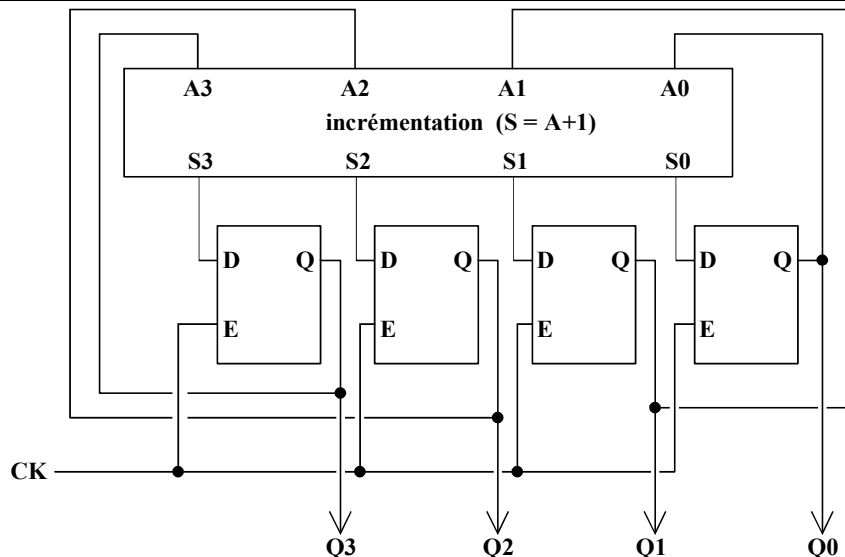 A3 A2 A1 A0
incrémentation (S = A+1)
S3 S2 S1 S0
D Q D Q D Q D Q
E E E E
CK
Q3 Q2 Q1 Q0